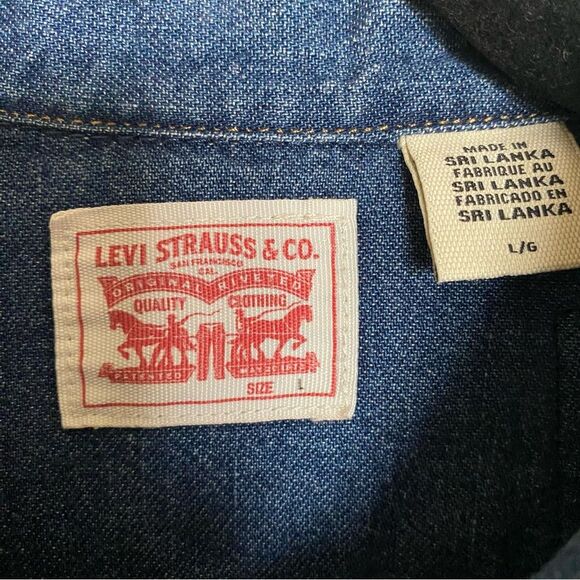 LEVI STRAUSS & CO.
SAN FRANCISCO,
CAL.
ORIGINAL RIVETED
QUALITY CLOTHING
PATENTED
SIZE L
MADE IN
SRI LANKA
FABRIQUE AU
SRI LANKA
FABRICADO EN
SRI LANKA
L/G